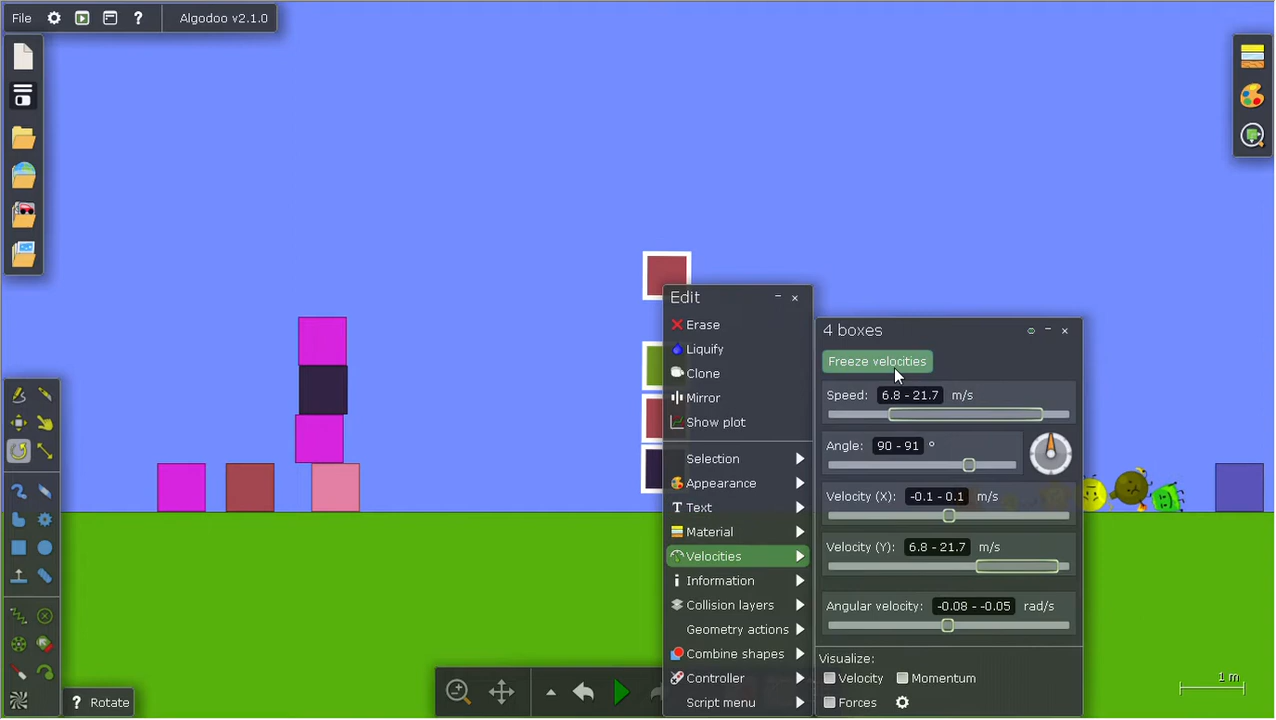 File
?
Algodoo v2.1.0
Edit
Erase
Liquify
Clone
Mirror
Show plot
Selection
Appearance
Text
Material
Velocities
Information
Collision layers
Geometry actions
Combine shapes
Controller
Script menu
4 boxes
Freeze velocities
Speed: 6.8 - 21.7 m/s
Angle: 90 - 91 °
Velocity (X): -0.1 - 0.1 m/s
Velocity (Y): 6.8 - 21.7 m/s
Angular velocity: -0.08 - -0.05 rad/s
Visualize:
Velocity Momentum
Forces
? Rotate
1 m